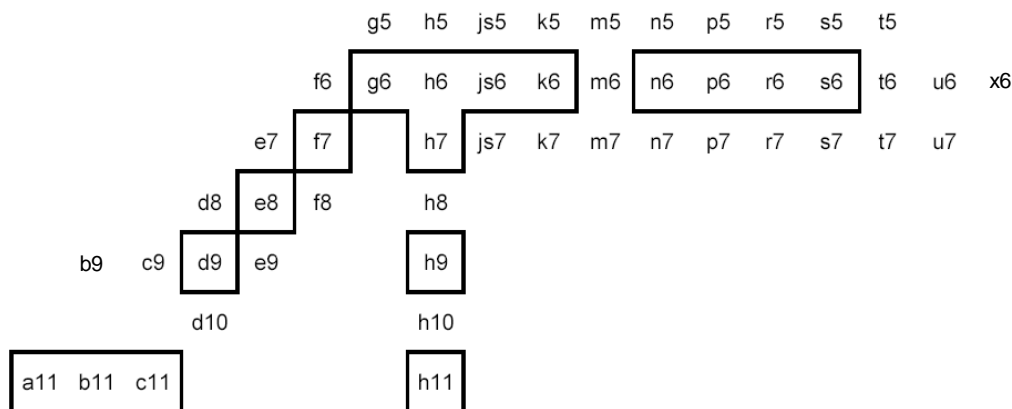 g5 h5 js5 k5 m5 n5 p5 r5 s5 t5
f6 g6 h6 js6 k6 m6 n6 p6 r6 s6 t6 u6 x6
e7 f7 h7 js7 k7 m7 n7 p7 r7 s7 t7 u7
d8 e8 f8 h8
b9 c9 d9 e9 h9
d10 h10
a11 b11 c11 h11